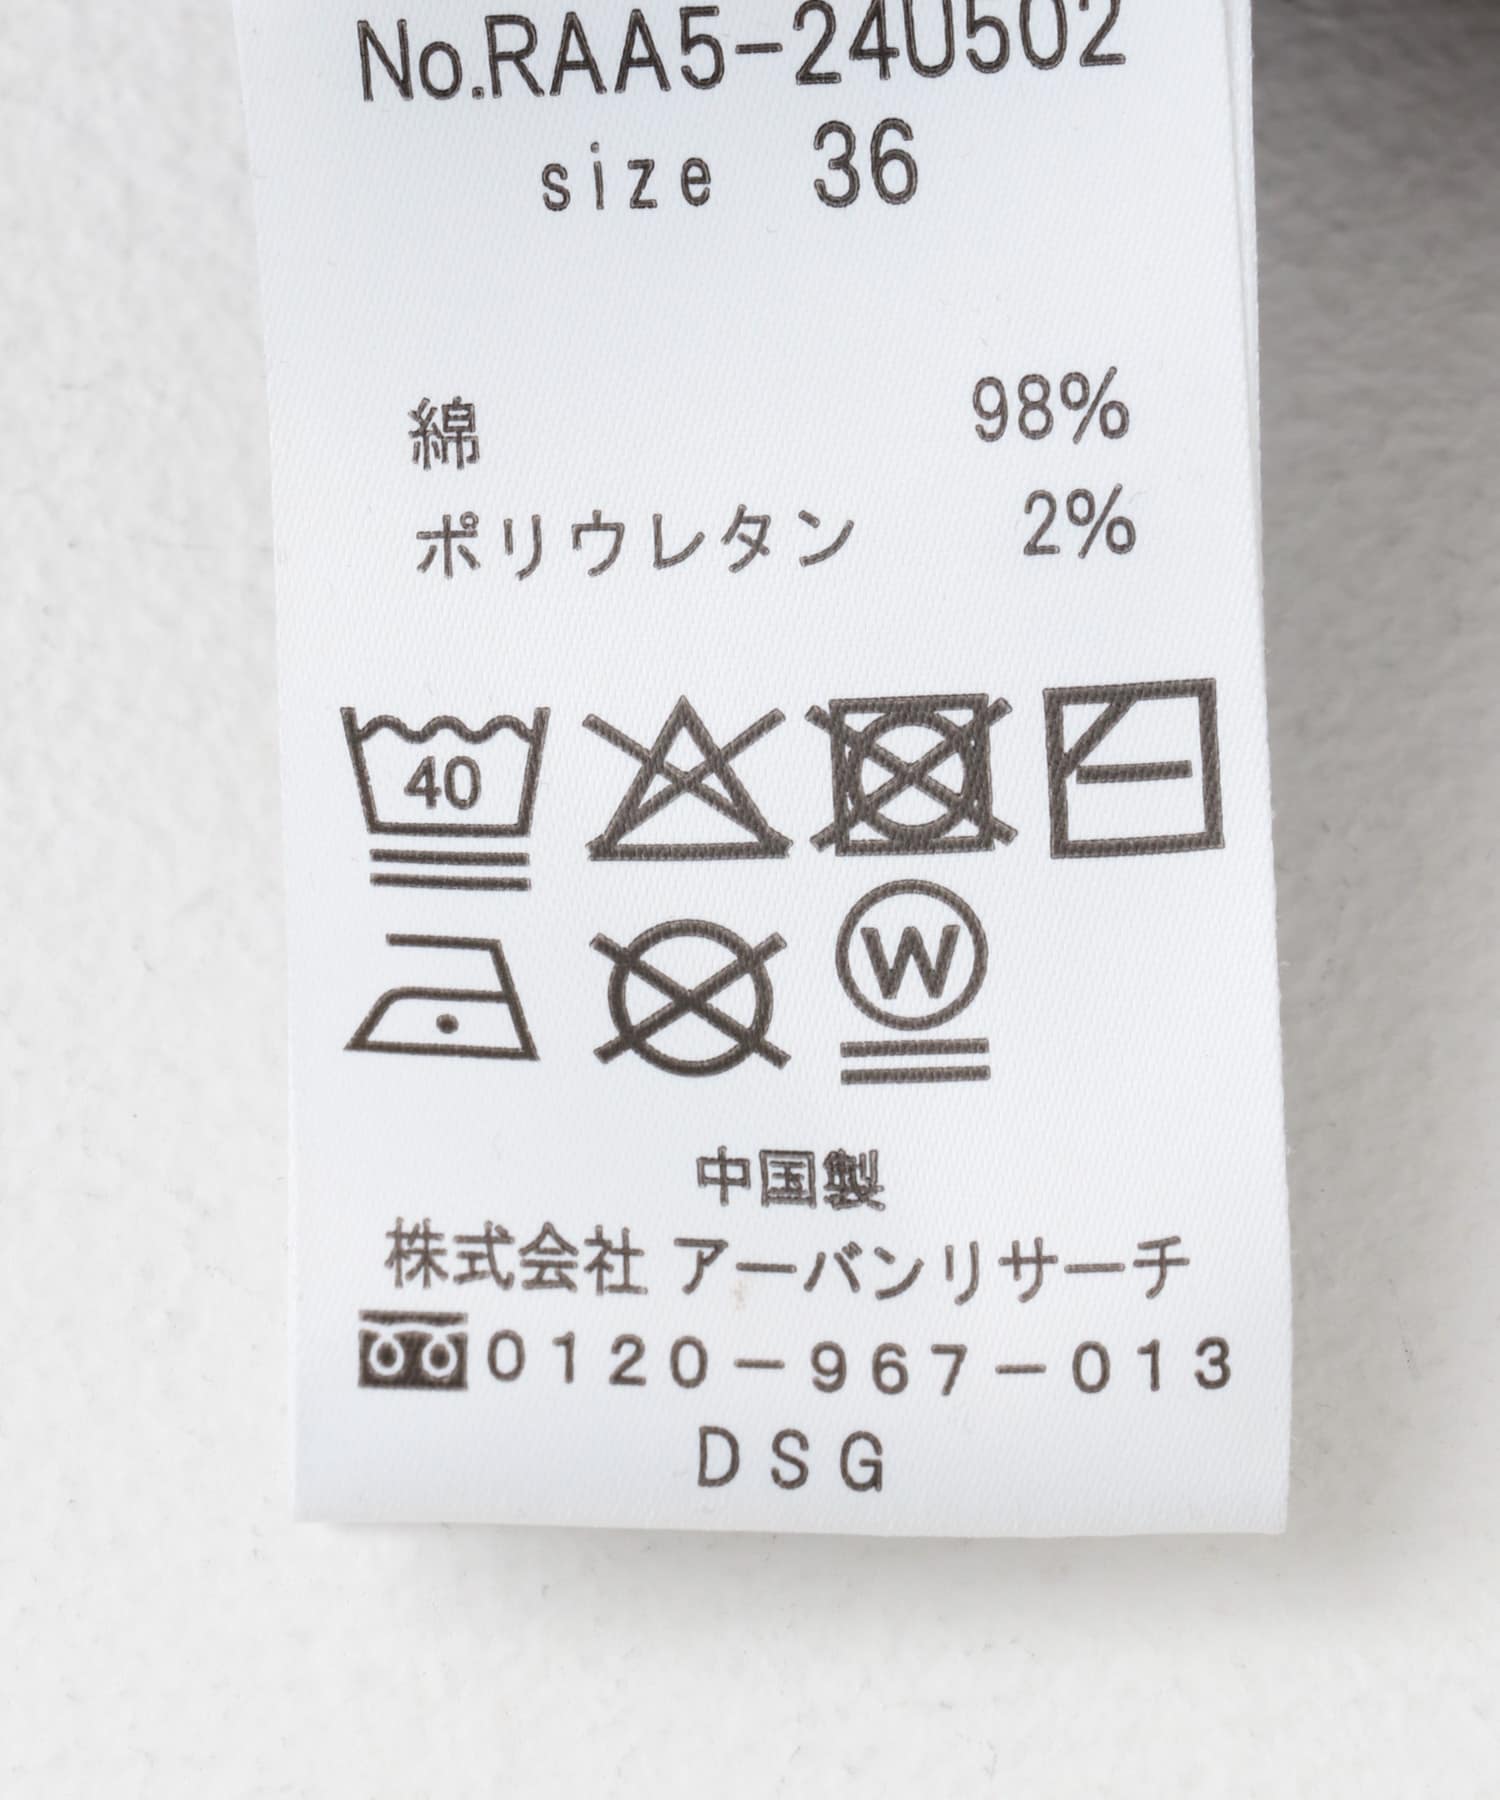 No.RAA5-24U502
size 36
綿 98%
ポリウレタン 2%
40
W
中国製
株式会社 アーバンリサーチ
0120-967-013
DSG